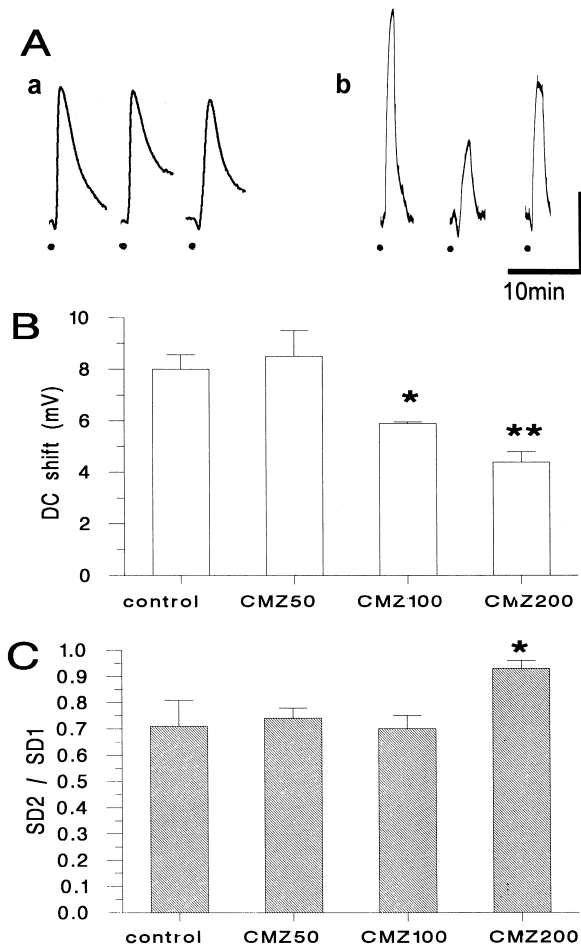 A
a
b
10min
B
10
8
6
4
2
0
DC shift (mV)
*
**
control
CMZ50
CMZ100
CMZ200
C
1.0
0.9
0.8
0.7
0.6
0.5
0.4
0.3
0.2
0.1
0.0
SD2 / SD1
*
control
CMZ50
CMZ100
CMZ200